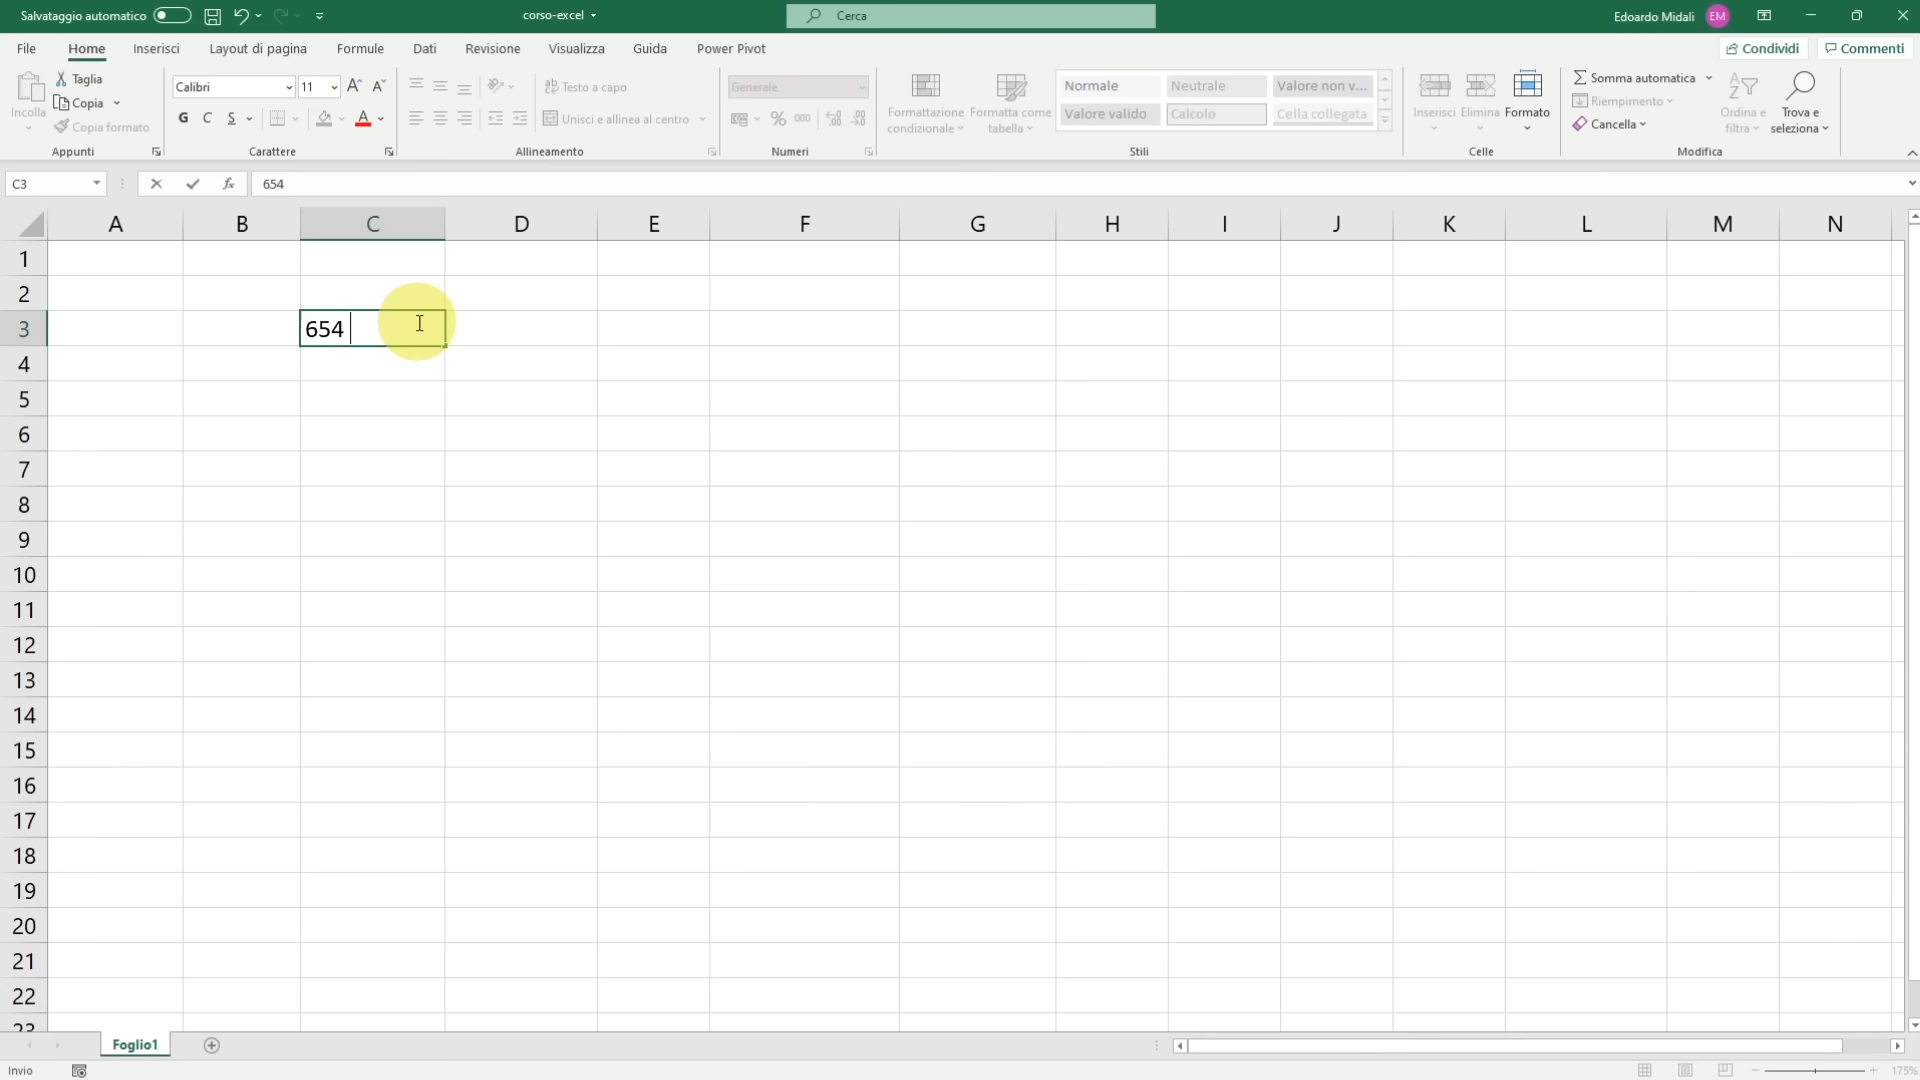 Salvataggio automatico
corso-excel
Cerca
Edoardo Midali EM
File Home Inserisci Layout di pagina Formule Dati Revisione Visualizza Guida Power Pivot
Condividi Commenti
Incolla
Taglia
Copia
Copia formato
Appunti
Calibri 11
G C S
Carattere
Testo a capo
Unisci e allinea al centro
Allineamento
Generale
% 000
Numeri
Formattazione condizionale
Formatta come tabella
Normale Neutrale Valore non v...
Valore valido Calcolo Cella collegata
Stili
Inserisci Elimina Formato
Celle
Somma automatica
Riempimento
Cancella
Ordina e filtra
Trova e seleziona
Modifica
C3 fx 654
A B C D E F G H I J K L M N
1
2
3 654
4
5
6
7
8
9
10
11
12
13
14
15
16
17
18
19
20
21
22
23
Foglio1
Invio
175%